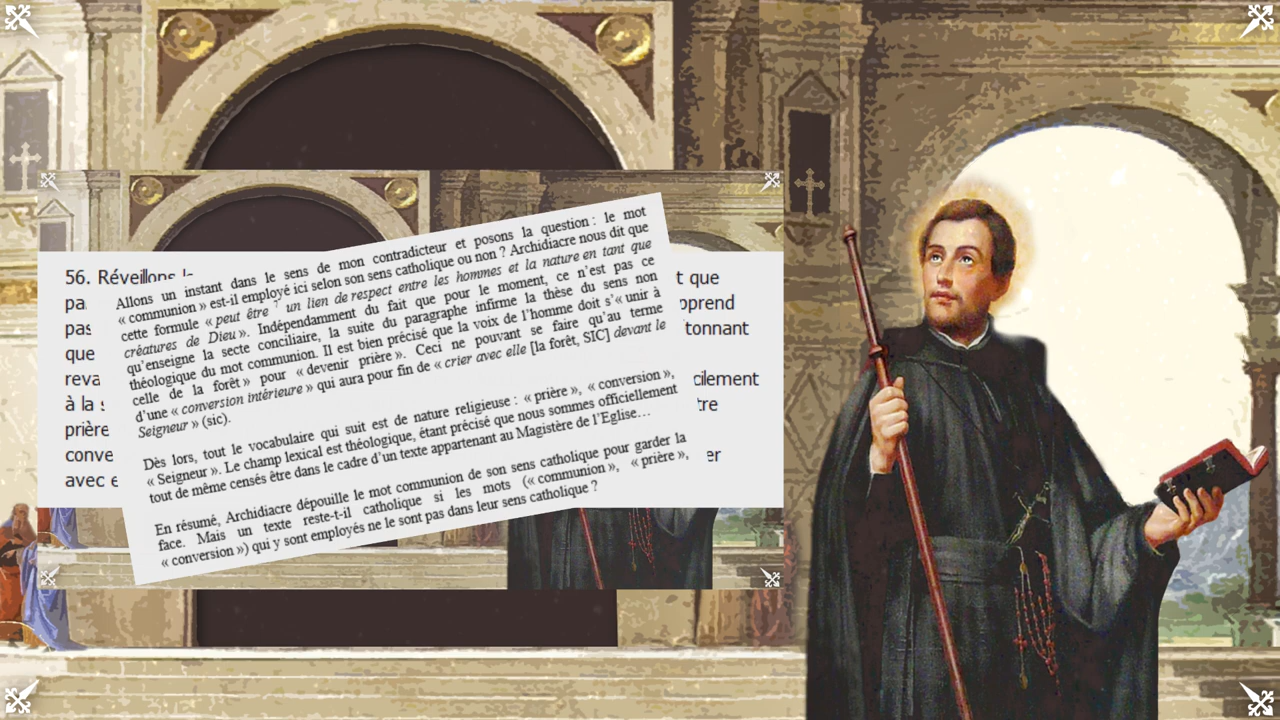 56. Réveillons l
pa
pas
que
reva
à la s
prière
conve
avec e
t que
pprend
tonnant
cilement
tre
er
Allons un instant dans le sens de mon contradicteur et posons la question : le mot
« communion » est-il employé ici selon son sens catholique ou non ? Archidiacre nous dit que
cette formule « peut être ? un lien de respect entre les hommes et la nature en tant que
créatures de Dieu ». Indépendamment du fait que pour le moment, ce n’est pas ce
qu’enseigne la secte conciliaire, la suite du paragraphe infirme la thèse du sens non
théologique du mot communion. Il est bien précisé que la voix de l’homme doit s’« unir à
celle de la forêt » pour « devenir prière ». Ceci ne pouvant se faire qu’au terme
d’une « conversion intérieure » qui aura pour fin de « crier avec elle [la forêt, SIC] devant le
Seigneur » (sic).
Dès lors, tout le vocabulaire qui suit est de nature religieuse : « prière », « conversion »,
« Seigneur ». Le champ lexical est théologique, étant précisé que nous sommes officiellement
tout de même censés être dans le cadre d’un texte appartenant au Magistère de l’Eglise…
En résumé, Archidiacre dépouille le mot communion de son sens catholique pour garder la
face. Mais un texte reste-t-il catholique si les mots (« communion », « prière »,
« conversion ») qui y sont employés ne le sont pas dans leur sens catholique ?